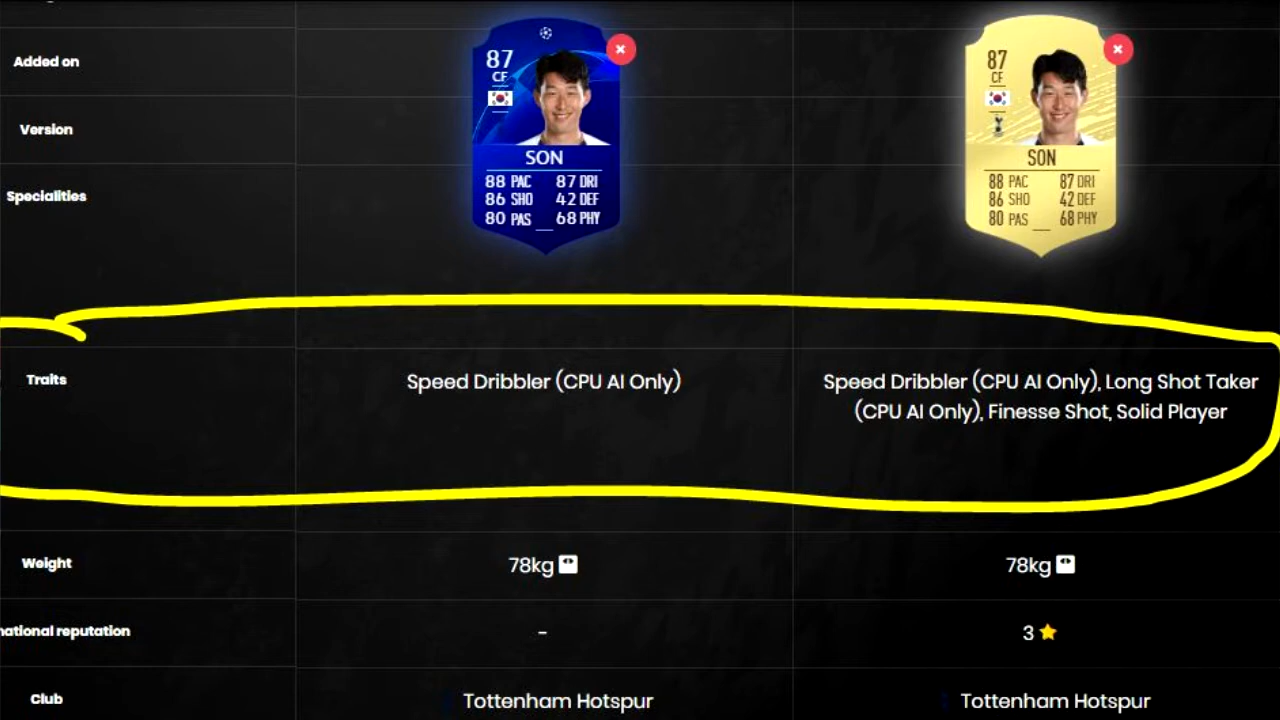 Added on
87
CF
SON
88 PAC 87 DRI
86 SHO 42 DEF
80 PAS 68 PHY
87
CF
SON
88 PAC 87 DRI
86 SHO 42 DEF
80 PAS 68 PHY
Version
Specialities
Traits
Speed Dribbler (CPU AI Only)
Speed Dribbler (CPU AI Only), Long Shot Taker
(CPU AI Only), Finesse Shot, Solid Player
Weight
78kg
78kg
national reputation
-
3
Club
Tottenham Hotspur
Tottenham Hotspur